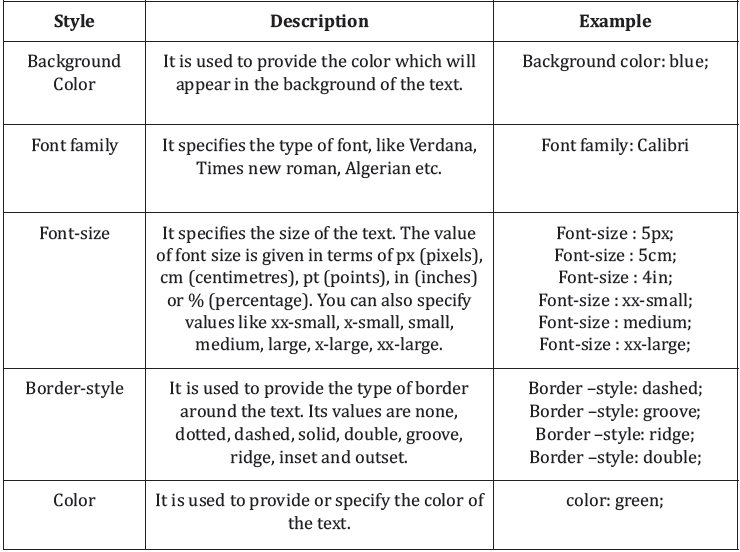 Style Description Example
Background It is used to provide the color which will Background color: blue;
Color appear in the background of the text.
Font family It specifies the type of font, like Verdana, Font family: Calibri
Times new roman, Algerian etc.
Font-size It specifies the size of the text. The value Font-size : 5px;
of font size is given in terms of px (pixels), Font-size : 5cm;
cm (centimetres), pt (points), in (inches) Font-size : 4in;
or % (percentage). You can also specify Font-size : xx-small;
values like xx-small, x-small, small, Font-size : medium;
medium, large, x-large, xx-large. Font-size : xx-large;
Border-style It is used to provide the type of border Border –style: dashed;
around the text. Its values are none, Border –style: groove;
dotted, dashed, solid, double, groove, Border –style: ridge;
ridge, inset and outset. Border –style: double;
Color It is used to provide or specify the color of color: green;
the text.